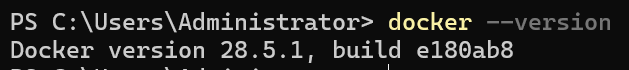 PS C:\Users\Administrator> docker --version
Docker version 28.5.1, build e180ab8